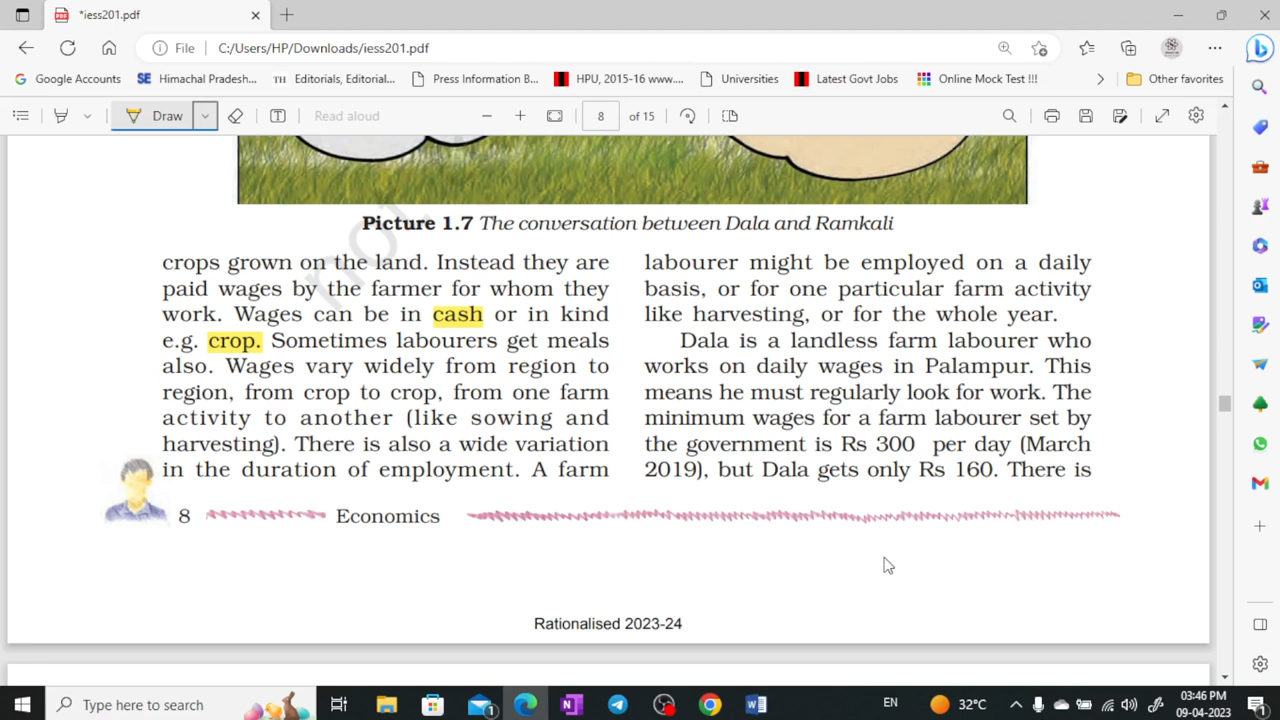 *iess201.pdf
File C:/Users/HP/Downloads/iess201.pdf
Google Accounts Himachal Pradesh... TH Editorials, Editorial... Press Information B... HPU, 2015-16 www.... Universities Latest Govt Jobs Online Mock Test !!! Other favorites
Draw Read aloud 8 of 15
not
Picture 1.7 The conversation between Dala and Ramkali
crops grown on the land. Instead they are
paid wages by the farmer for whom they
work. Wages can be in cash or in kind
e.g. crop. Sometimes labourers get meals
also. Wages vary widely from region to
region, from crop to crop, from one farm
activity to another (like sowing and
harvesting). There is also a wide variation
in the duration of employment. A farm
labourer might be employed on a daily
basis, or for one particular farm activity
like harvesting, or for the whole year.
Dala is a landless farm labourer who
works on daily wages in Palampur. This
means he must regularly look for work. The
minimum wages for a farm labourer set by
the government is Rs 300 per day (March
2019), but Dala gets only Rs 160. There is
8 Economics
Rationalised 2023-24
Type here to search
EN 32°C 03:46 PM
09-04-2023